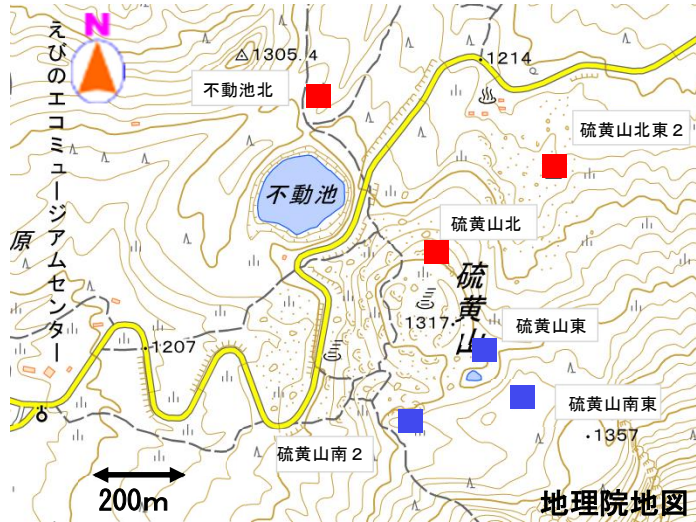 N
△1305.4
・1214
不動池北
硫黄山北東2
不動池
硫黄山北
えびのエコミュージアムセンター
原
硫黄山
1317・
硫黄山東
・1207
硫黄山南東
・1357
硫黄山南2
200m
地理院地図